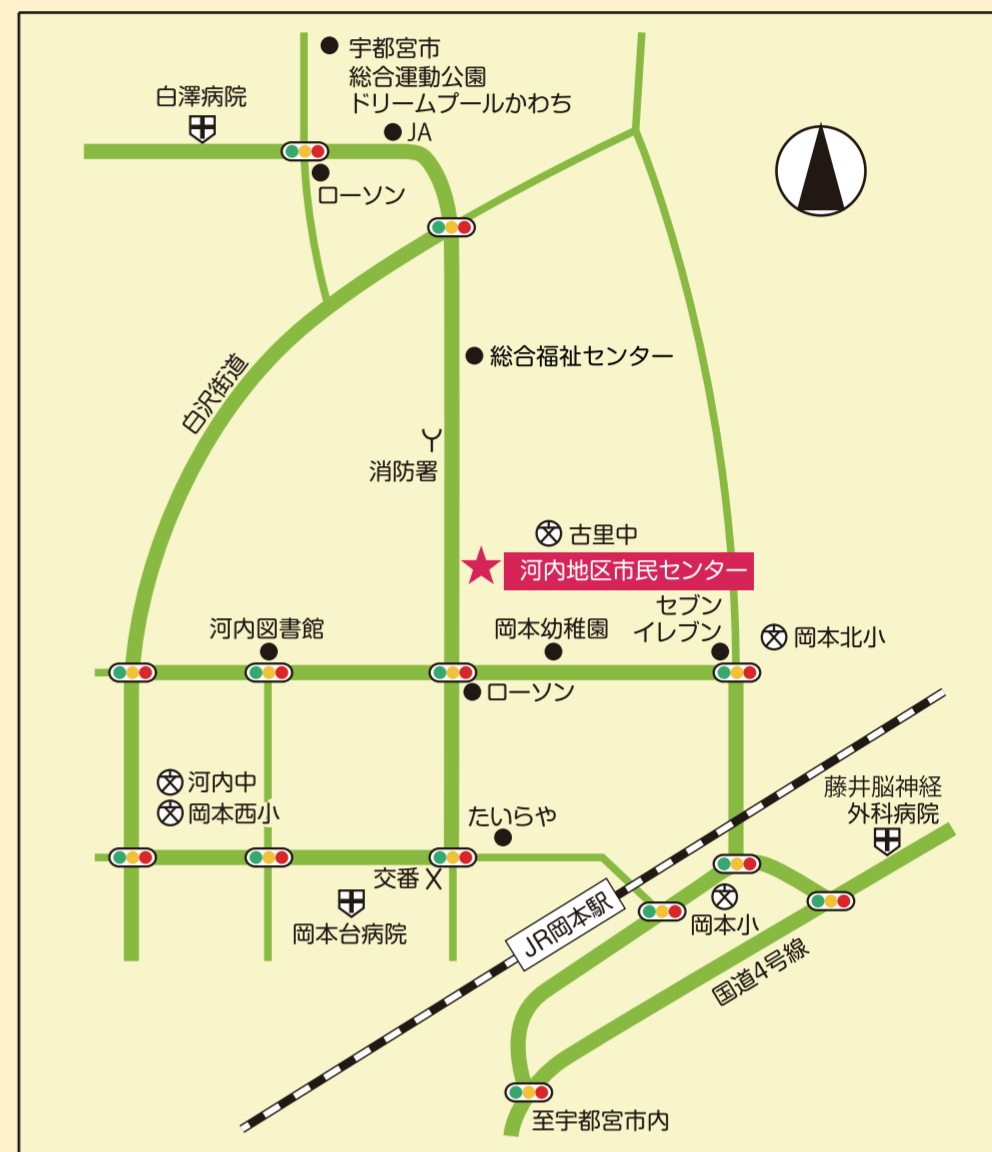 宇都宮市
総合運動公園
ドリームプールかわち
白澤病院
JA
ローソン
白沢街道
総合福祉センター
消防署
古里中
河内地区市民センター
セブン
イレブン
河内図書館
岡本幼稚園
岡本北小
ローソン
河内中
岡本西小
たいらや
藤井脳神経
外科病院
交番
岡本台病院
JR岡本駅
岡本小
国道4号線
至宇都宮市内